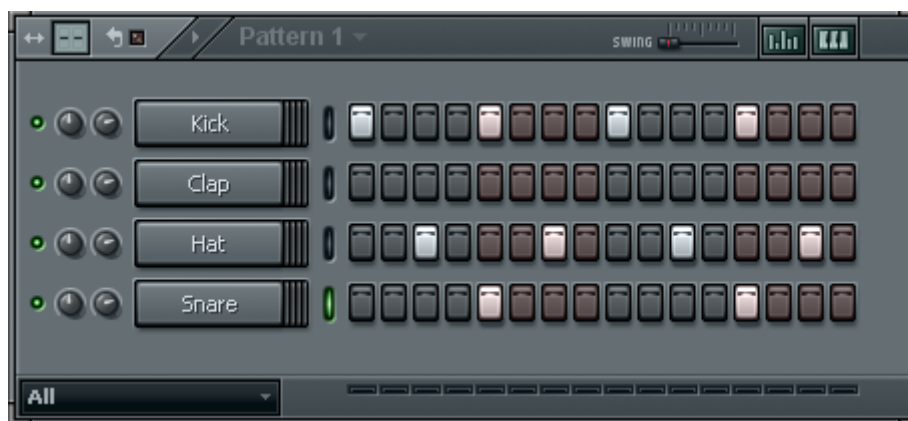 Pattern 1
SWING
Kick
Clap
Hat
Snare
All